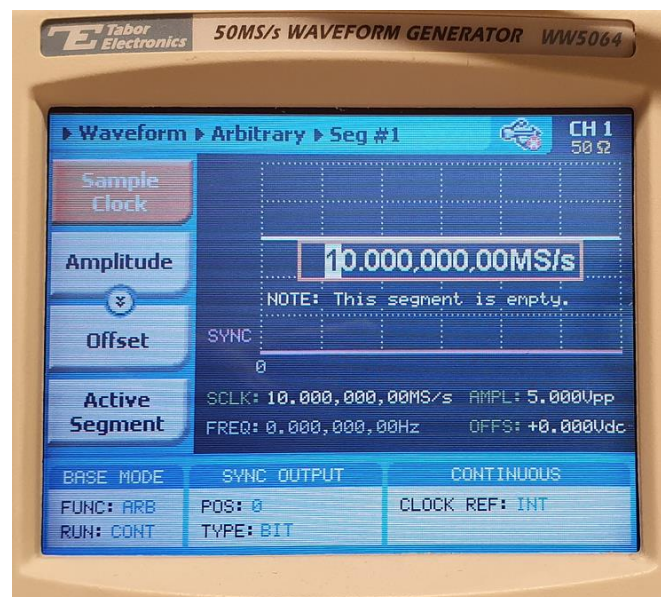 Tabor
Electronics
50MS/s WAVEFORM GENERATOR WW5064
Waveform Arbitrary Seg #1
CH 1
50 Ω
Sample
Clock
Amplitude
Offset
Active
Segment
10.000,000,00MS/s
NOTE: This segment is empty.
SYNC
0
SCLK: 10.000,000,00MS/s AMPL: 5.000Vpp
FREQ: 0.000,000,00Hz OFFS: +0.000Vdc
BASE MODE
FUNC: ARB
RUN: CONT
SYNC OUTPUT
POS: 0
TYPE: BIT
CONTINUOUS
CLOCK REF: INT